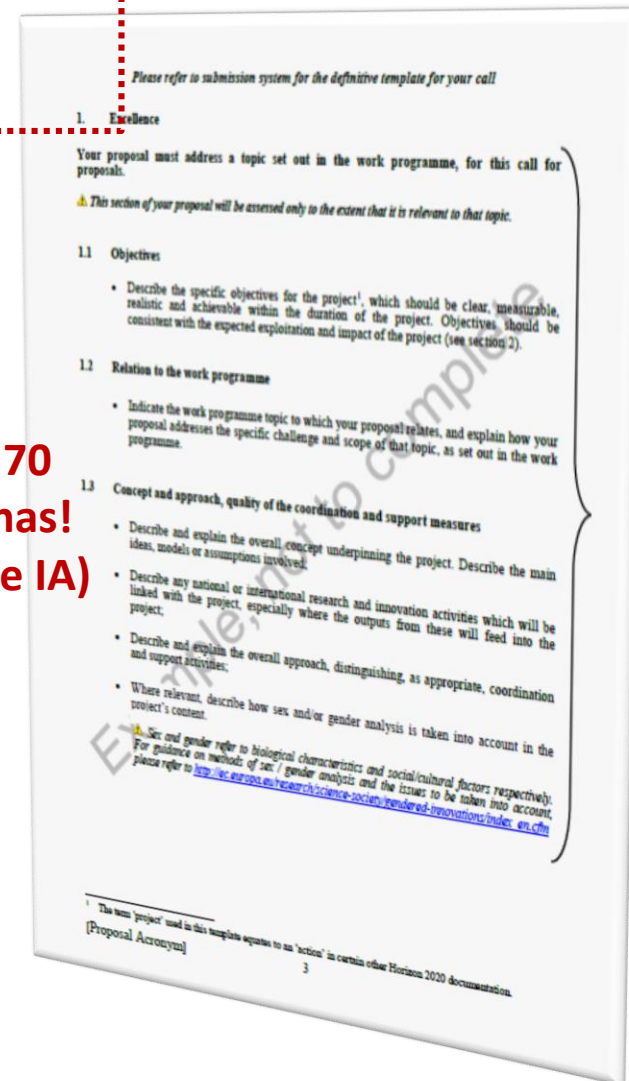 Please refer to submission system for the definitive template for your call
1. Excellence
Your proposal must address a topic set out in the work programme, for this call for
proposals.
This section of your proposal will be assessed only to the extent that it is relevant to that topic.
1.1 Objectives
• Describe the specific objectives for the project¹, which should be clear, measurable,
realistic and achievable within the duration of the project. Objectives should be
consistent with the expected exploitation and impact of the project (see section 2).
1.2 Relation to the work programme
• Indicate the work programme topic to which your proposal relates, and explain how your
proposal addresses the specific challenge and scope of that topic, as set out in the work
programme.
70
nas!
e IA)
1.3 Concept and approach, quality of the coordination and support measures
• Describe and explain the overall concept underpinning the project. Describe the main
ideas, models or assumptions involved;
• Describe any national or international research and innovation activities which will be
linked with the project, especially where the outputs from these will feed into the
project;
• Describe and explain the overall approach, distinguishing, as appropriate, coordination
and support activities;
• Where relevant, describe how sex and/or gender analysis is taken into account in the
project's content.
Sex and gender refer to biological characteristics and social/cultural factors respectively.
For guidance on methods of sex / gender analysis and the issues to be taken into account,
please refer to http://ec.europa.eu/research/science-society/gendered-innovations/index_en.cfm
Example, not to complete
¹ The term 'project' used in this template equates to an 'action' in certain other Horizon 2020 documentation.
[Proposal Acronym]
3